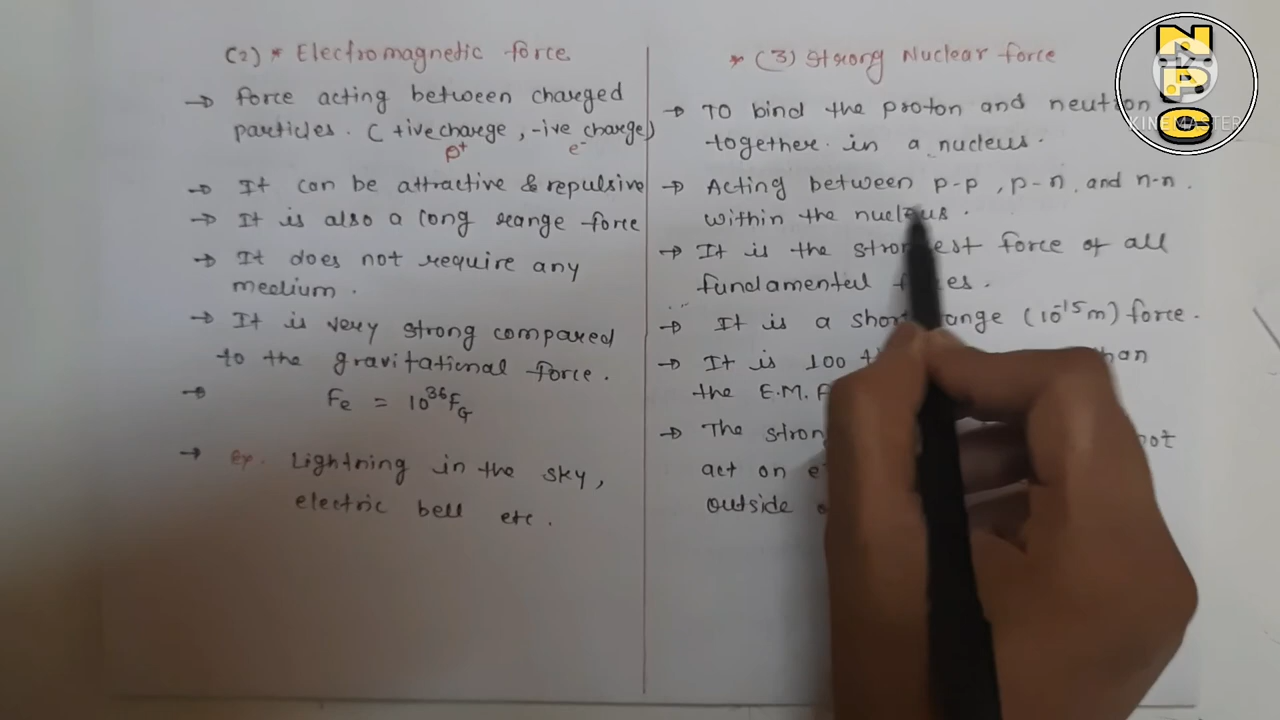 (2) * Electromagnetic force
→ force acting between charged
particles. ( +ive charge, -ive charge)
p+ e-
→ It can be attractive & repulsive
→ It is also a long range force
→ It does not require any
medium.
→ It is very strong compared
to the gravitational force.
→ Fe = 10^36 FG
→ ex. Lightning in the sky,
electric bell etc.
* (3) Strong Nuclear force
→ To bind the proton and neutron
together in a nucleus.
→ Acting between p-p, p-n, and n-n.
within the nucleus.
→ It is the strongest force of all
fundamental
→ It is a short range (10^-15 m) force.
→ It is 100 than
the E.M.
→ The
act on
outside
NPC
KINEMASTER